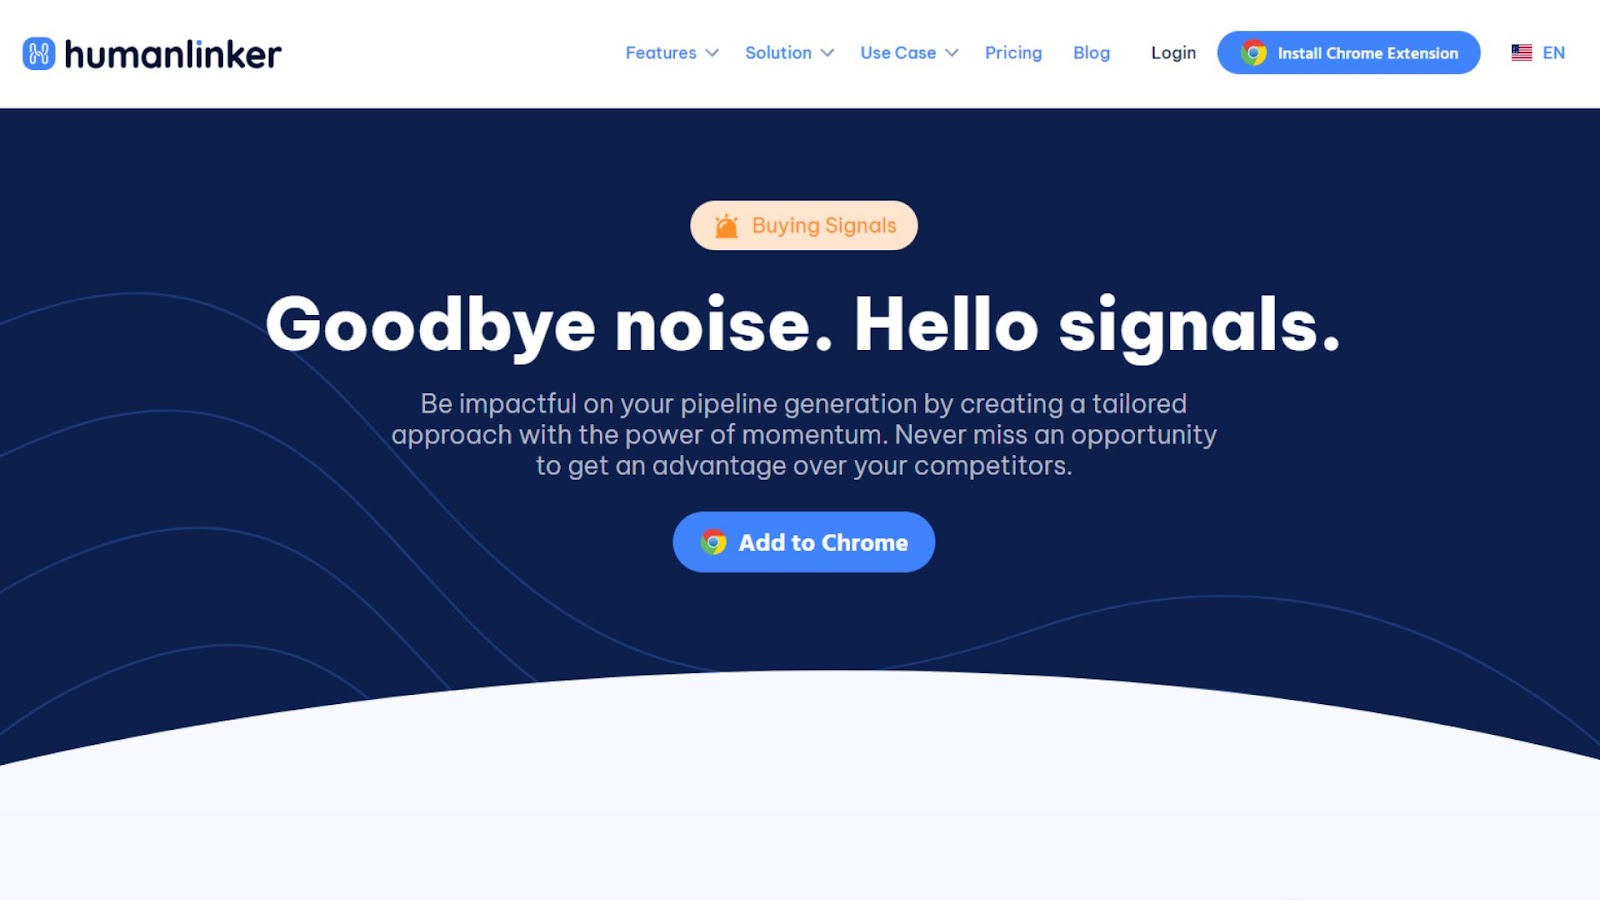 humanlinker
Features
Solution
Use Case
Pricing
Blog
Login
Install Chrome Extension
EN
Buying Signals
Goodbye noise. Hello signals.
Be impactful on your pipeline generation by creating a tailored
approach with the power of momentum. Never miss an opportunity
to get an advantage over your competitors.
Add to Chrome